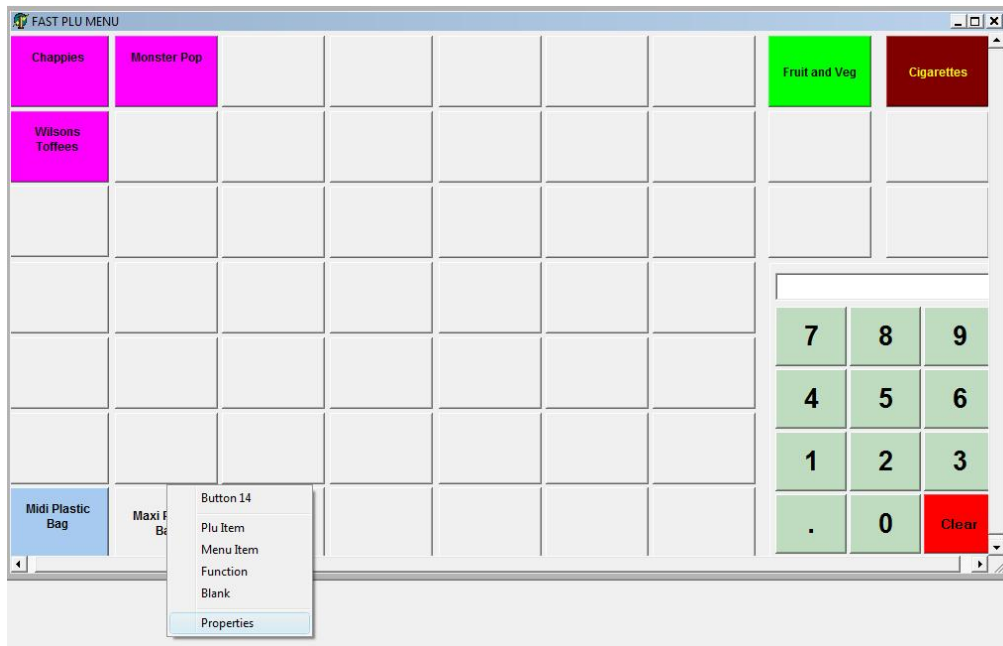 FAST PLU MENU
Chappies
Monster Pop
Fruit and Veg
Cigarettes
Wilsons
Toffees
7
8
9
4
5
6
1
2
3
Midi Plastic
Bag
Maxi
.
0
Clear
Button 14
Plu Item
Menu Item
Function
Blank
Properties